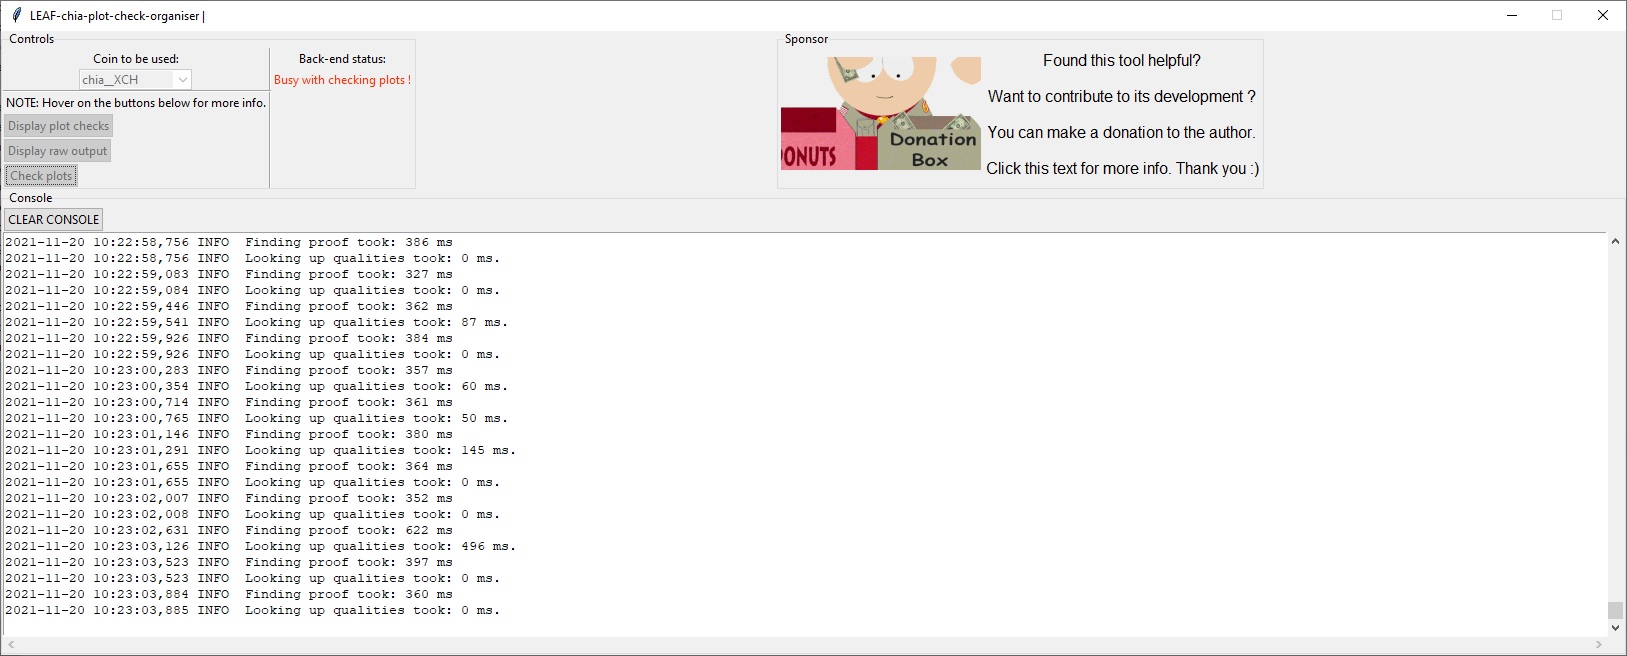 LEAF-chia-plot-check-organiser |
Controls
Coin to be used:
chia__XCH
Back-end status:
Busy with checking plots !
NOTE: Hover on the buttons below for more info.
Display plot checks
Display raw output
Check plots
Sponsor
DONUTS
Donation
Box
Found this tool helpful?
Want to contribute to its development ?
You can make a donation to the author.
Click this text for more info. Thank you :)
Console
CLEAR CONSOLE
2021-11-20 10:22:58,756 INFO  Finding proof took: 386 ms
2021-11-20 10:22:58,756 INFO  Looking up qualities took: 0 ms.
2021-11-20 10:22:59,083 INFO  Finding proof took: 327 ms
2021-11-20 10:22:59,084 INFO  Looking up qualities took: 0 ms.
2021-11-20 10:22:59,446 INFO  Finding proof took: 362 ms
2021-11-20 10:22:59,541 INFO  Looking up qualities took: 87 ms.
2021-11-20 10:22:59,926 INFO  Finding proof took: 384 ms
2021-11-20 10:22:59,926 INFO  Looking up qualities took: 0 ms.
2021-11-20 10:23:00,283 INFO  Finding proof took: 357 ms
2021-11-20 10:23:00,354 INFO  Looking up qualities took: 60 ms.
2021-11-20 10:23:00,714 INFO  Finding proof took: 361 ms
2021-11-20 10:23:00,765 INFO  Looking up qualities took: 50 ms.
2021-11-20 10:23:01,146 INFO  Finding proof took: 380 ms
2021-11-20 10:23:01,291 INFO  Looking up qualities took: 145 ms.
2021-11-20 10:23:01,655 INFO  Finding proof took: 364 ms
2021-11-20 10:23:01,655 INFO  Looking up qualities took: 0 ms.
2021-11-20 10:23:02,007 INFO  Finding proof took: 352 ms
2021-11-20 10:23:02,008 INFO  Looking up qualities took: 0 ms.
2021-11-20 10:23:02,631 INFO  Finding proof took: 622 ms
2021-11-20 10:23:03,126 INFO  Looking up qualities took: 496 ms.
2021-11-20 10:23:03,523 INFO  Finding proof took: 397 ms
2021-11-20 10:23:03,523 INFO  Looking up qualities took: 0 ms.
2021-11-20 10:23:03,884 INFO  Finding proof took: 360 ms
2021-11-20 10:23:03,885 INFO  Looking up qualities took: 0 ms.